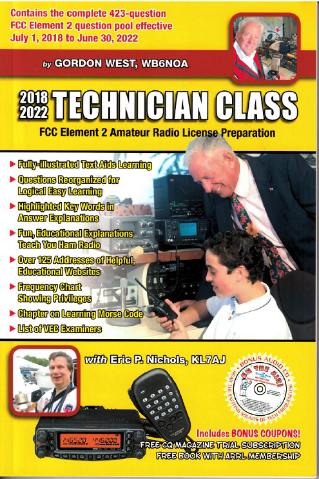 Contains the complete 423-question
FCC Element 2 question pool effective
July 1, 2018 to June 30, 2022
by GORDON WEST, WB6NOA
2018
2022 TECHNICIAN CLASS
FCC Element 2 Amateur Radio License Preparation
Fully-Illustrated Text Aids Learning
Questions Reorganized for
Logical Easy Learning
Highlighted Key Words in
Answer Explanations
Fun, Educational Explanations
Teach You Ham Radio
Over 125 Addresses of Helpful,
Educational Websites
Frequency Chart
Showing Privileges
Chapter on Learning Morse Code
List of VEC Examiners
with Eric P. Nichols, KL7AJ
Includes BONUS COUPONS!
FREE CQ MAGAZINE TRIAL SUBSCRIPTION
FREE BOOK WITH ARRL MEMBERSHIP